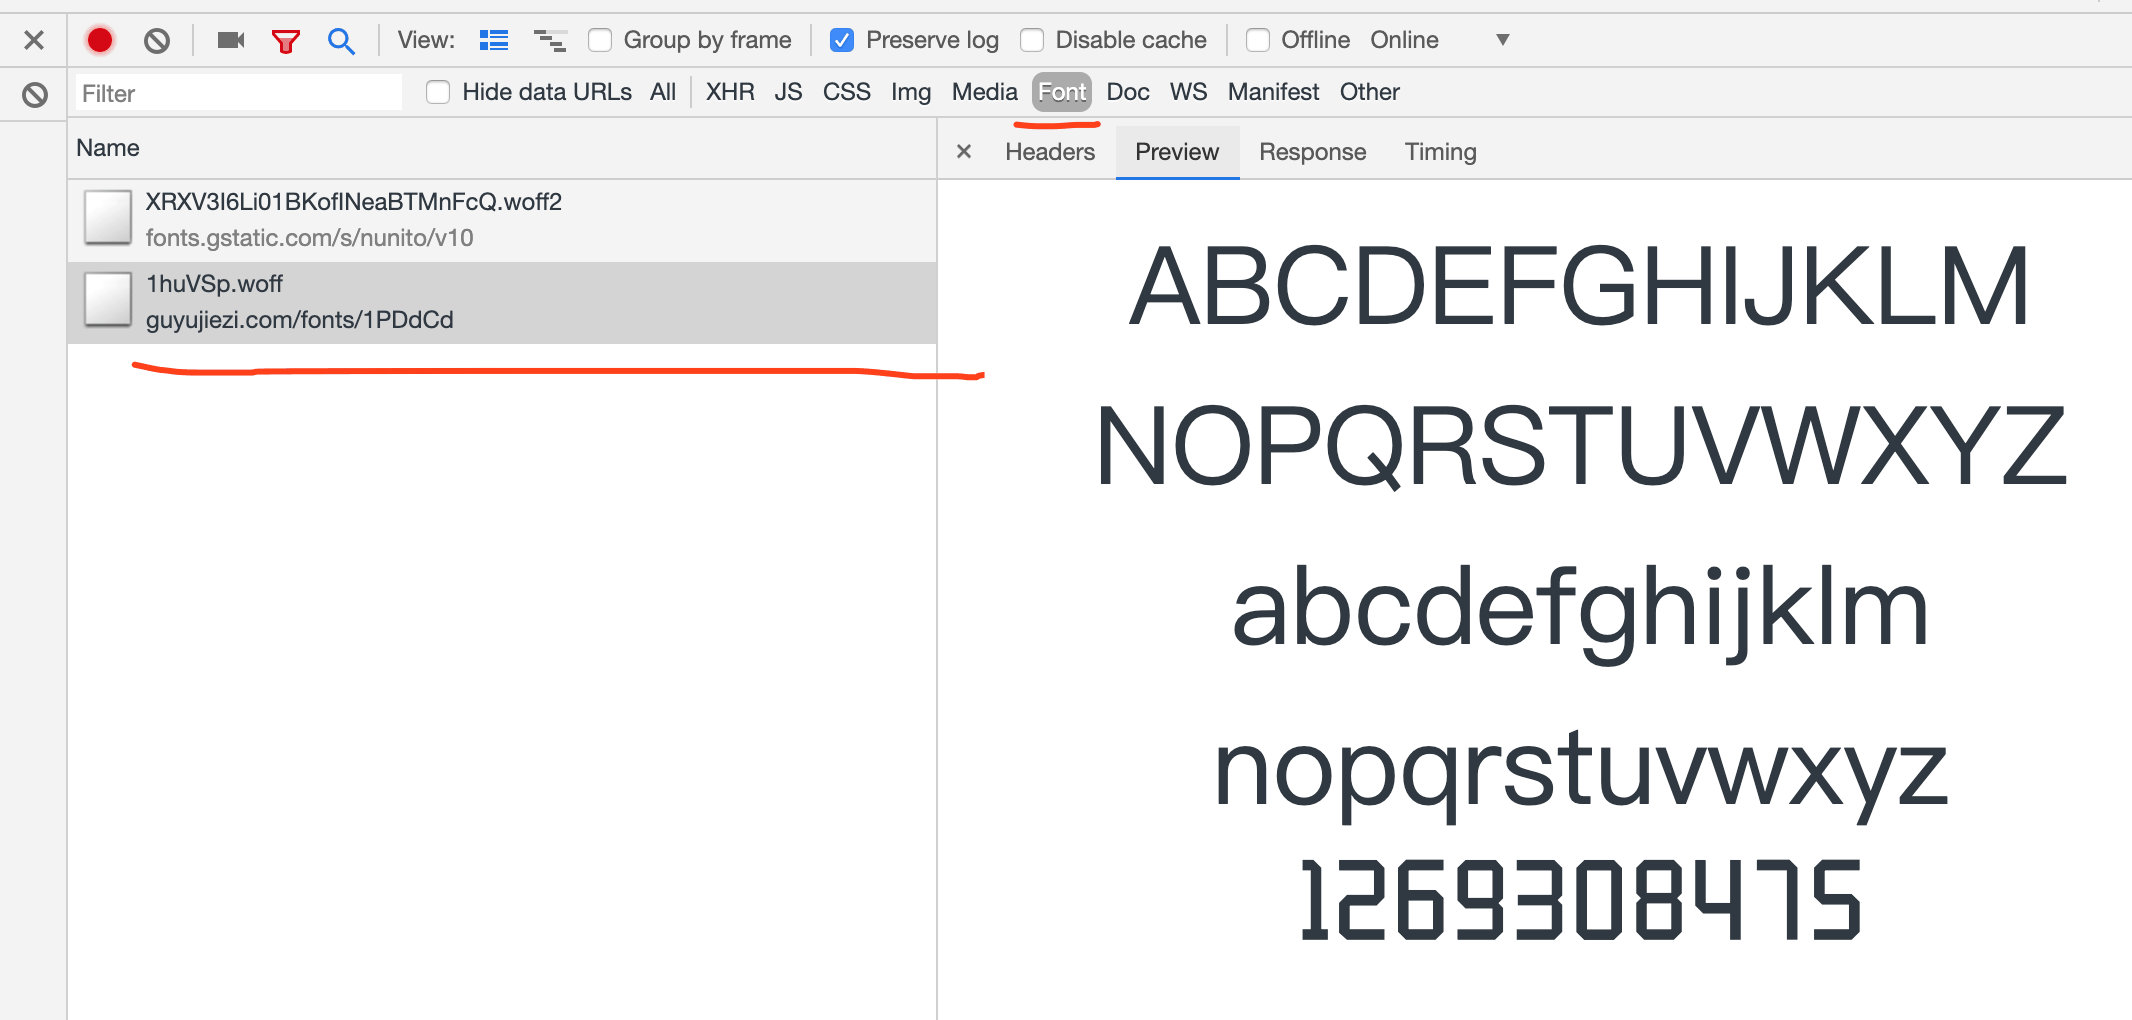 View: Group by frame Preserve log Disable cache Offline Online
Filter Hide data URLs All XHR JS CSS Img Media Font Doc WS Manifest Other
Name
Headers Preview Response Timing
XRXV3I6Li01BKofINeaBTMnFcQ.woff2
fonts.gstatic.com/s/nunito/v10
1huVSp.woff
guyujiezi.com/fonts/1PDdCd
ABCDEFGHIJKLM
NOPQRSTUVWXYZ
abcdefghijklm
nopqrstuvwxyz
1269308475